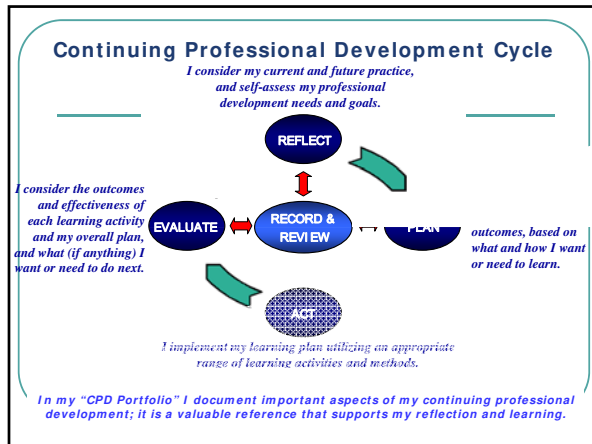 Continuing Professional Development Cycle
I consider my current and future practice,
and self-assess my professional
development needs and goals.
REFLECT
I consider the outcomes
and effectiveness of
each learning activity
and my overall plan,
and what (if anything) I
want or need to do next.
EVALUATE
RECORD &
REVIEW
PLAN
outcomes, based on
what and how I want
or need to learn.
ACT
I implement my learning plan utilizing an appropriate
range of learning activities and methods.
In my “CPD Portfolio” I document important aspects of my continuing professional
development; it is a valuable reference that supports my reflection and learning.